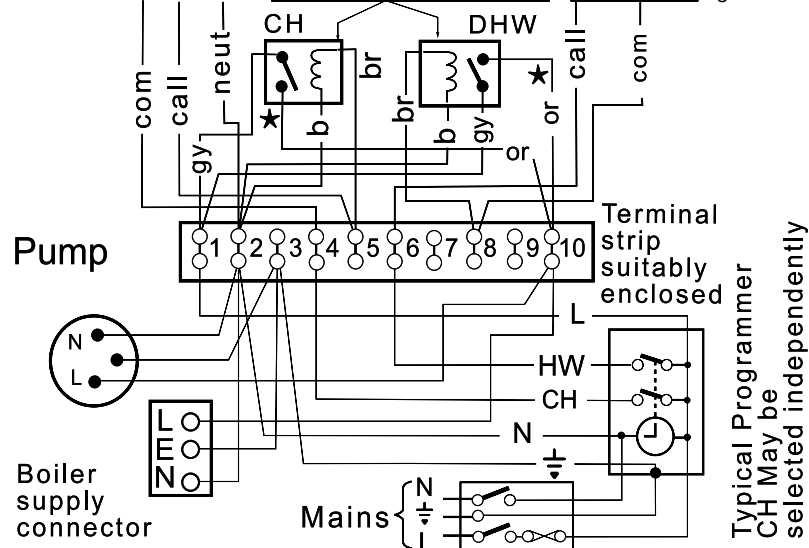 CH
DHW
com
call
neut
br
br
b
b
gy
gy
or
or
call
com
★
★
1 2 3 4 5 6 7 8 9 10
Terminal
strip
suitably
enclosed
Pump
N
L
L
HW
CH
N
L
E
N
Boiler
supply
connector
Mains
N
L
Typical Programmer
CH May be
selected independently